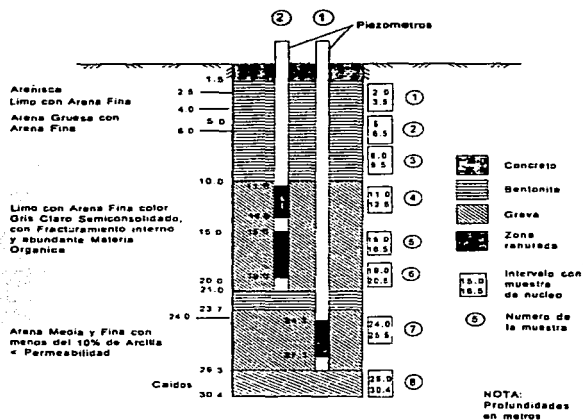 2 1
Piezometros
1.5
Arenisca
2.5
Limo con Arena Fina
4.0
Arena Gruesa con
Arena Fina
5.0
6.0
10.0
Limo con Arena Fina color
Gris Claro Semiconsolidado,
con Fracturamiento interno
y abundante Materia
Organica
15.0
20.0
21.0
23.7
24.0
Arena Media y Fina con
menos del 10% de Arcilla
< Permeabilidad
29.3
Caidos
30.4
2.0
3.5
1
5
6.5
2
8.0
9.5
3
11.0
12.5
4
15.0
16.5
5
19.0
20.5
6
24.0
25.5
7
29.0
30.4
8
Concreto
Bentonita
Grava
Zona
ranurada
15.0
16.5
Intervalo con
muestra
de nucleo
5
Numero de
la muestra
NOTA:
Profundidades
en metros